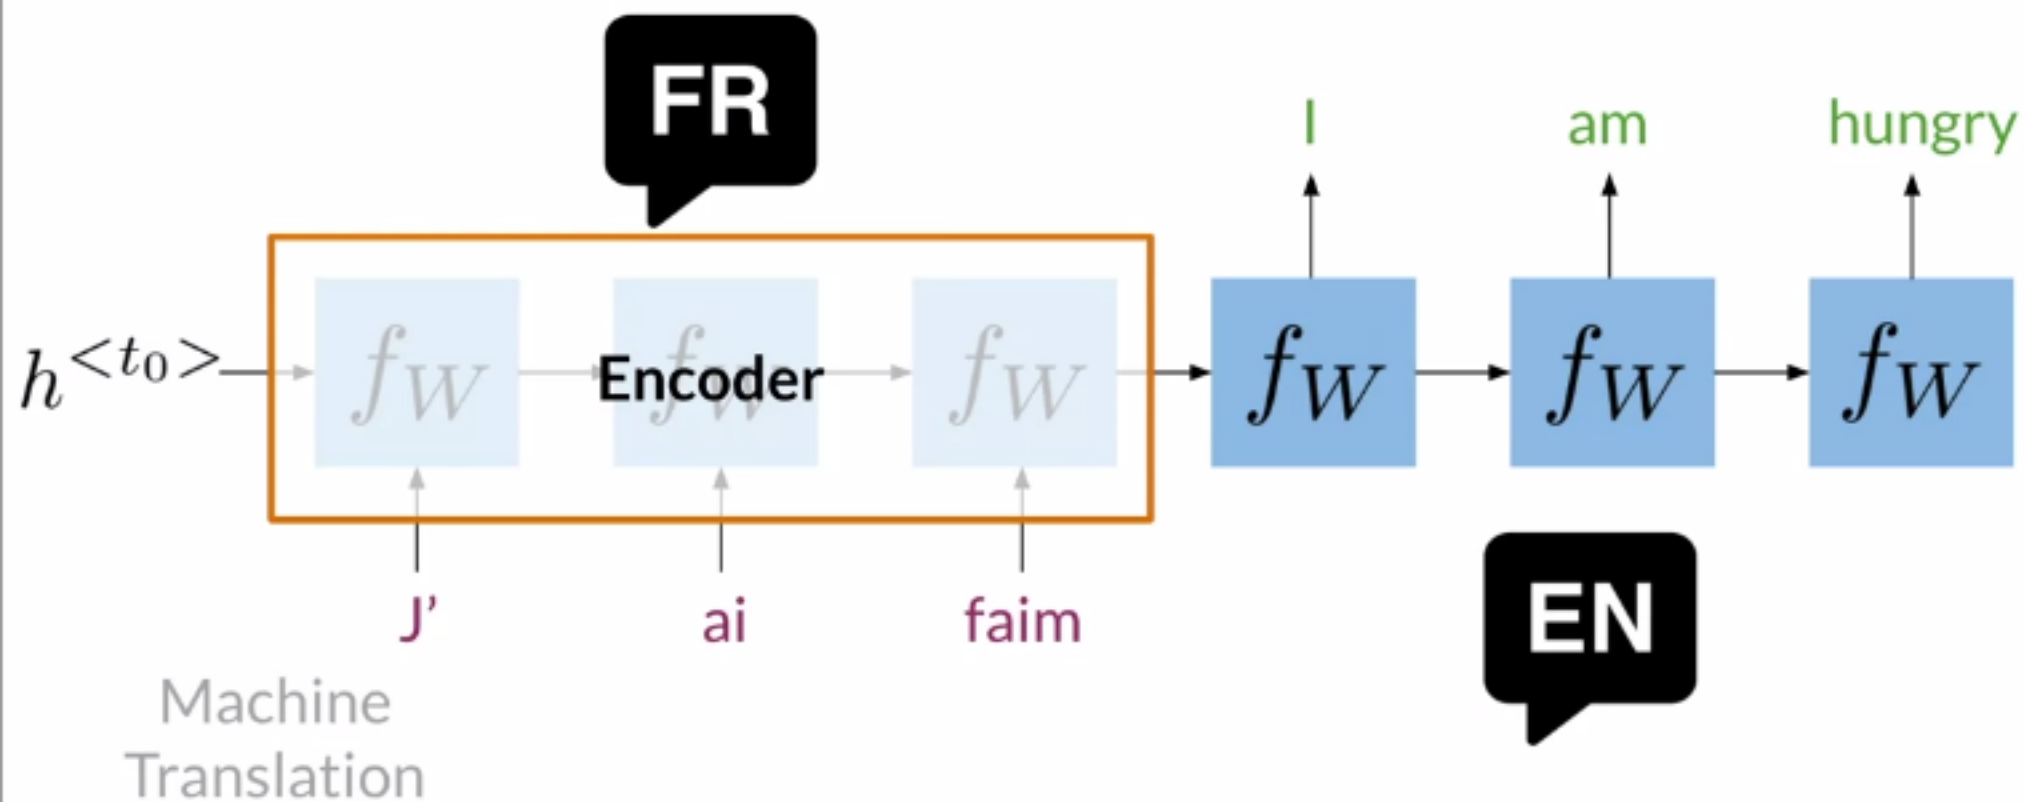 FR
I am hungry
h<t0> fW fW fW fW fW fW
Encoder
J’ ai faim
EN
Machine
Translation